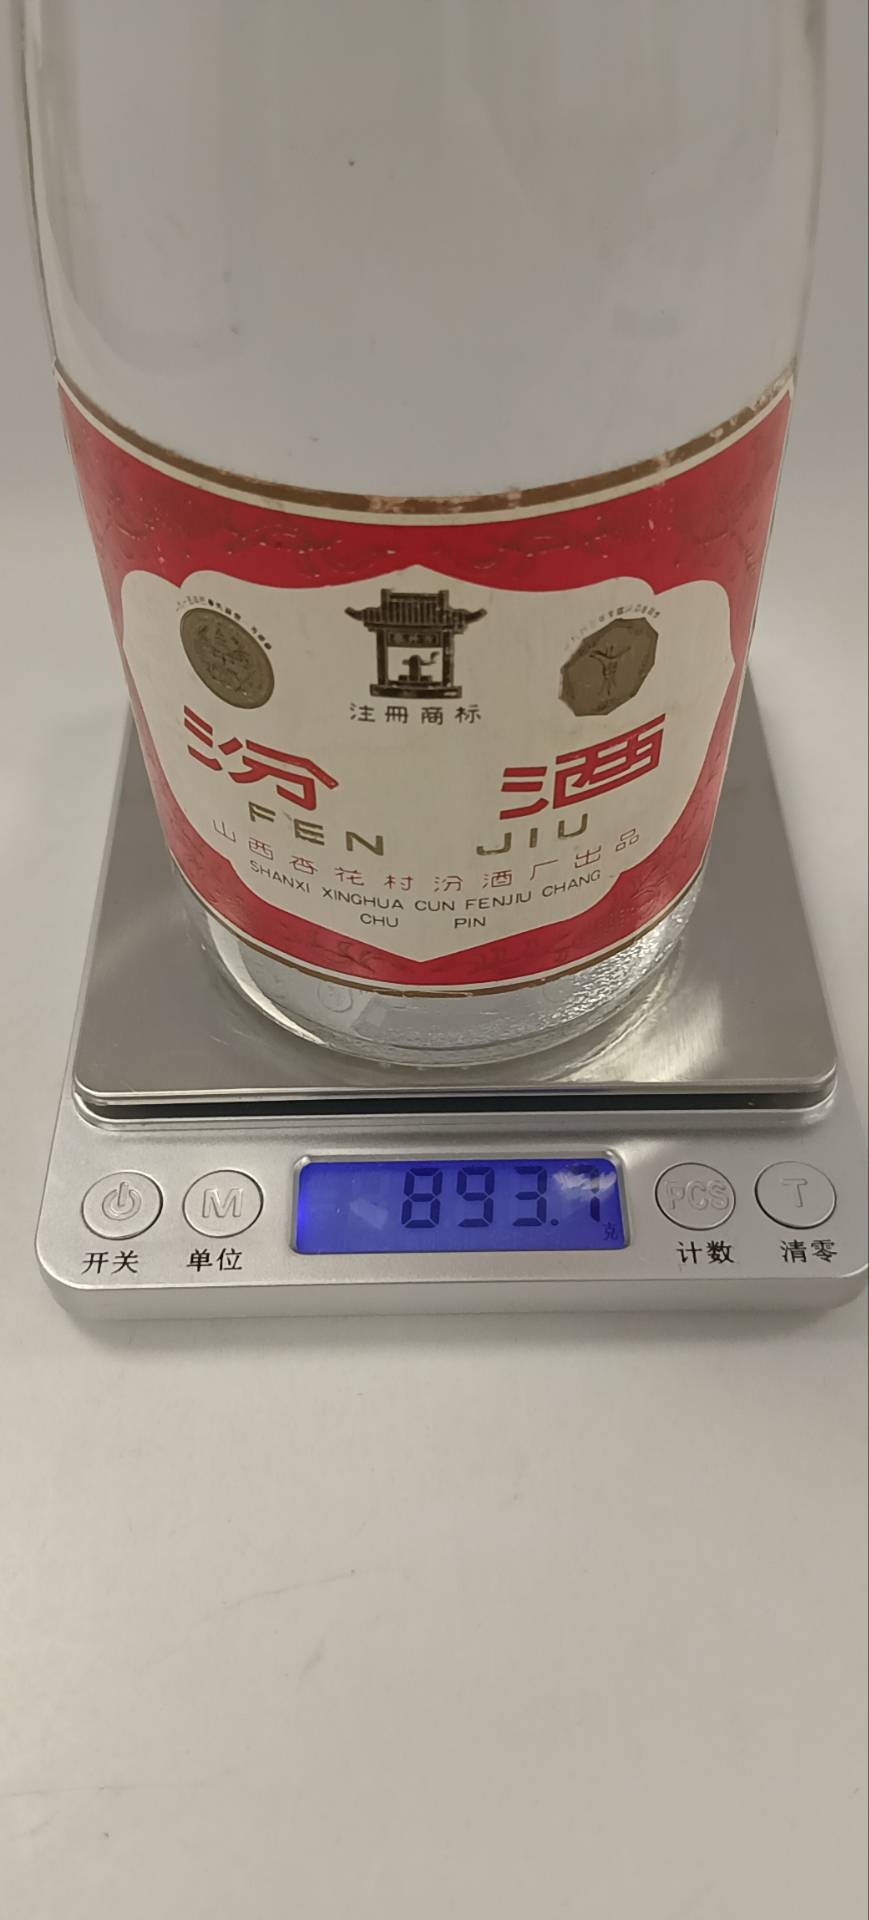 注冊商标
汾酒
FEN JIU
山西杏花村汾酒厂出品
SHANXI XINGHUA CUN FENJIU CHANG
CHU PIN
893.7
克
M
PCS
T
开关
单位
计数
清零